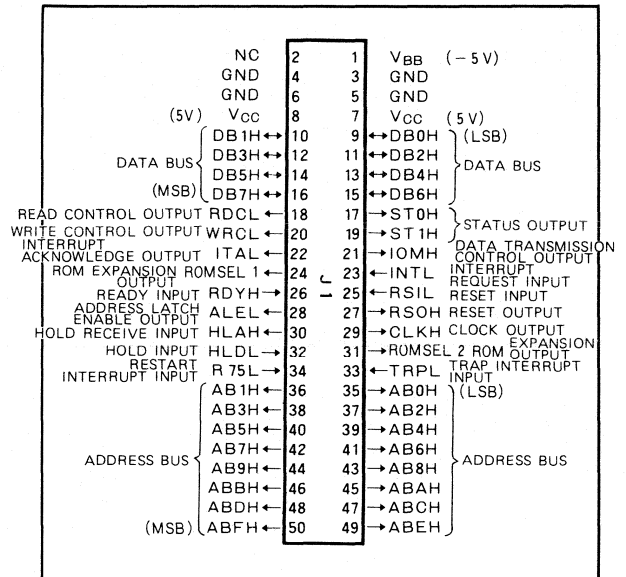 NC 2 1 VBB (-5V)
GND 4 3 GND
GND 6 5 GND
(5V) VCC 8 7 VCC (5V)
DB1H↔ 10 9 ↔DB0H (LSB)
DB3H↔ 12 11 ↔DB2H
DATA BUS DATA BUS
DB5H↔ 14 13 ↔DB4H
(MSB) DB7H↔ 16 15 ↔DB6H
READ CONTROL OUTPUT RDCL ← 18 17 →ST0H
STATUS OUTPUT
WRITE CONTROL OUTPUT WRCL ← 20 19 →ST1H
INTERRUPT ACKNOWLEDGE OUTPUT ITAL ← 22 21 →IOMH DATA TRANSMISSION CONTROL OUTPUT
ROM EXPANSION OUTPUT ROMSEL 1← 24 23 ←INTL INTERRUPT REQUEST INPUT
J1
READY INPUT RDYH→ 26 25 ←RSIL RESET INPUT
ADDRESS LATCH ENABLE OUTPUT ALEL ← 28 27 →RSOH RESET OUTPUT
HOLD RECEIVE INPUT HLAH← 30 29 →CLKH CLOCK OUTPUT
HOLD INPUT HLDL→ 32 31 →ROMSEL 2 ROM EXPANSION OUTPUT
RESTART INTERRUPT INPUT R75L→ 34 33 ←TRPL TRAP INTERRUPT INPUT
AB1H← 36 35 →AB0H (LSB)
AB3H← 38 37 →AB2H
AB5H← 40 39 →AB4H
AB7H← 42 41 →AB6H
ADDRESS BUS ADDRESS BUS
AB9H← 44 43 →AB8H
ABBH← 46 45 →ABAH
ABDH← 48 47 →ABCH
(MSB) ABFH← 50 49 →ABEH